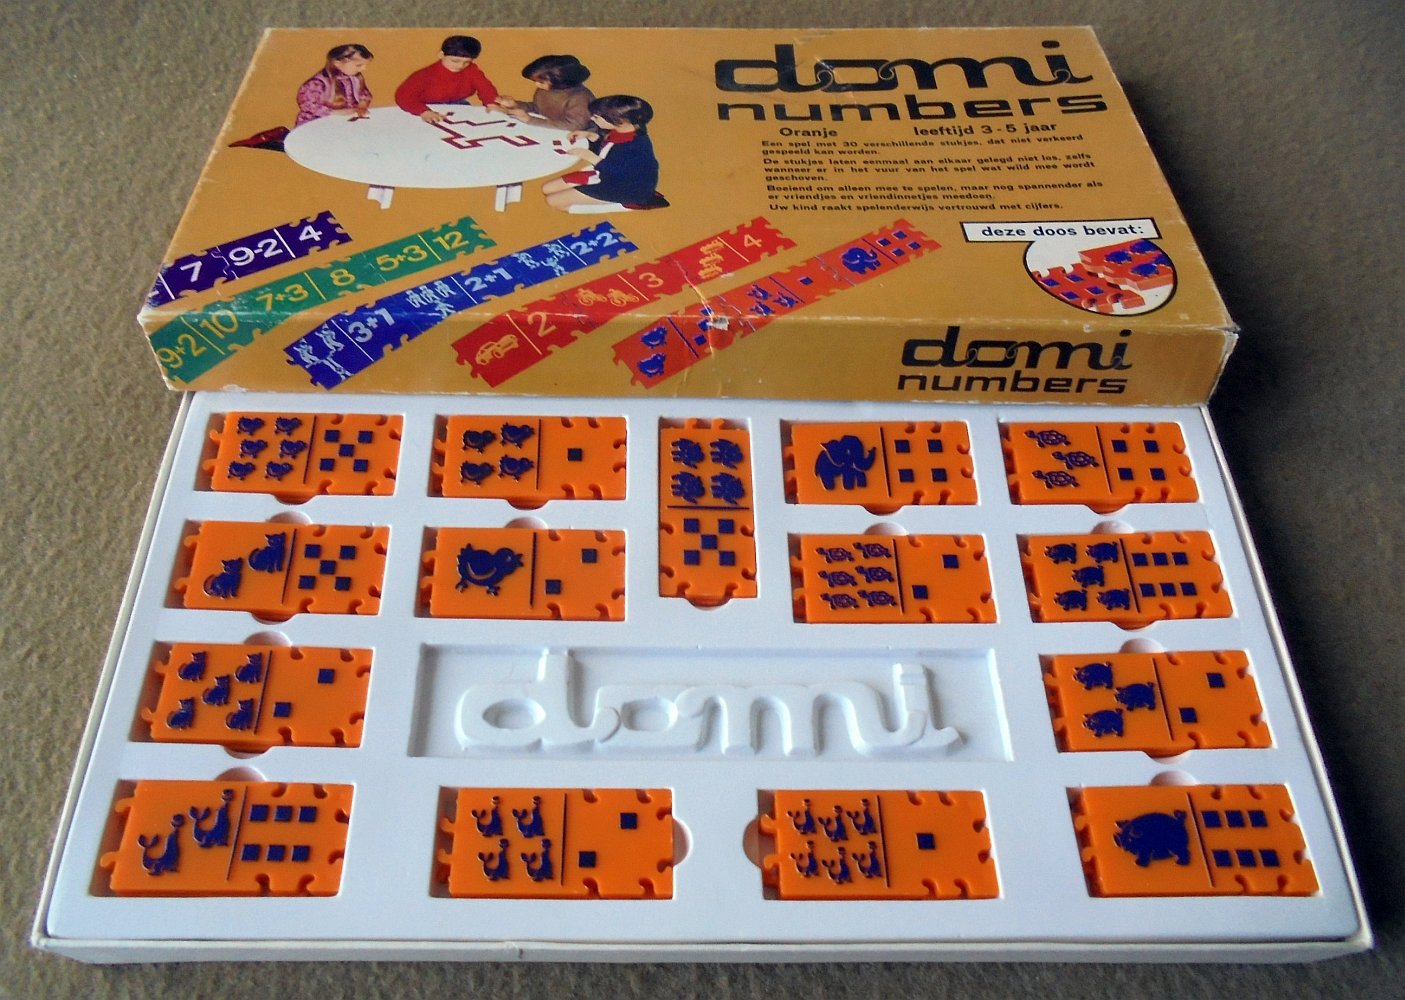 domi
numbers
Oranje leeftijd 3 - 5 jaar
Een spel met 30 verschillende stukjes, dat niet verkeerd
gespeeld kan worden.
De stukjes laten eenmaal aan elkaar gelegd niet los, zelfs
wanneer er in het vuur van het spel wat wild mee wordt
geschoven.
Boeiend om alleen mee te spelen, maar nog spannender als
er vriendjes en vriendinnetjes meedoen.
Uw kind raakt spelenderwijs vertrouwd met cijfers.
deze doos bevat:
7 9-2 4
9+2 10 7+3 8 5+3 12
3+1 2+1 2+2
2 3 4
domi
numbers
domi